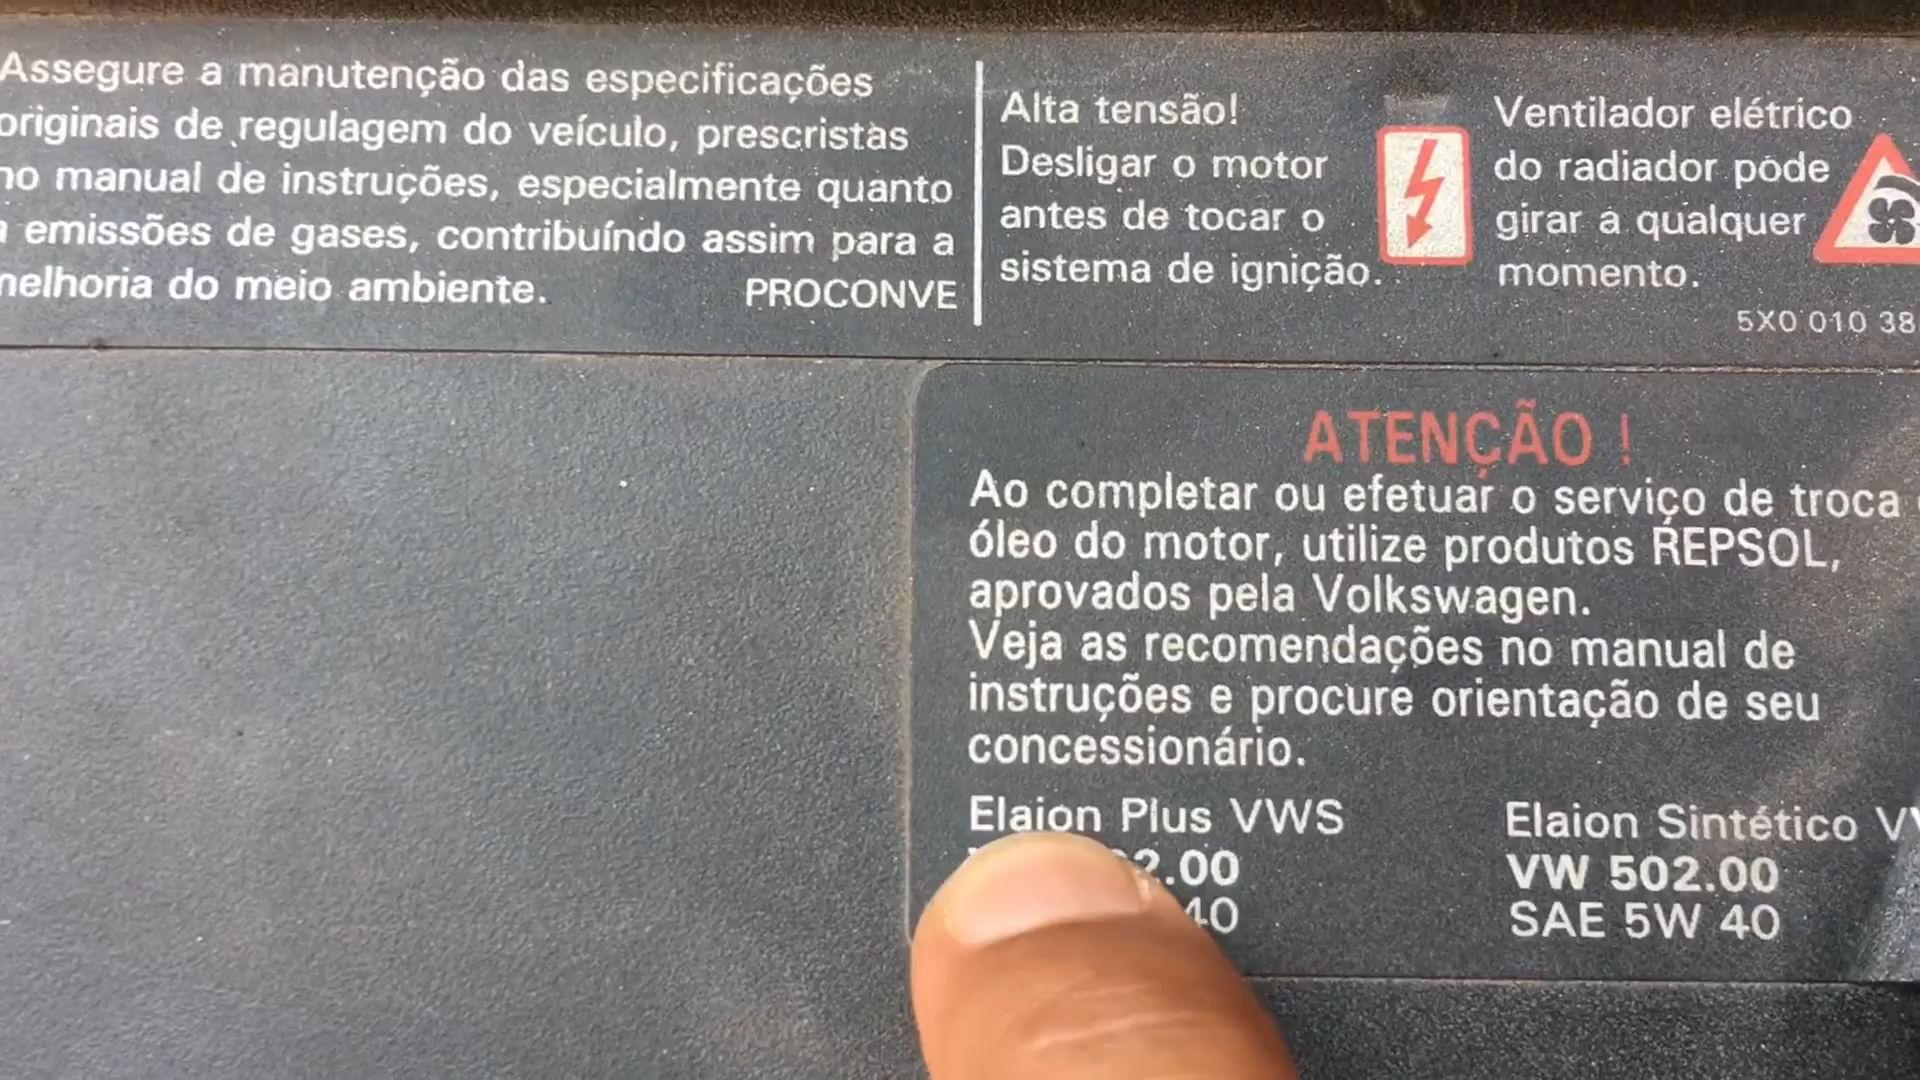 Assegure a manutenção das especificações
originais de regulagem do veículo, prescristas
no manual de instruções, especialmente quanto
emissões de gases, contribuíndo assim para a
melhoria do meio ambiente. PROCONVE
Alta tensão!
Desligar o motor
antes de tocar o
sistema de ignição.
Ventilador elétrico
do radiador pode
girar a qualquer
momento.
5X0 010 38
ATENÇÃO !
Ao completar ou efetuar o serviço de troca
óleo do motor, utilize produtos REPSOL,
aprovados pela Volkswagen.
Veja as recomendações no manual de
instruções e procure orientação de seu
concessionário.
Elaion Plus VWS
2.00
40
Elaion Sintético
VW 502.00
SAE 5W 40